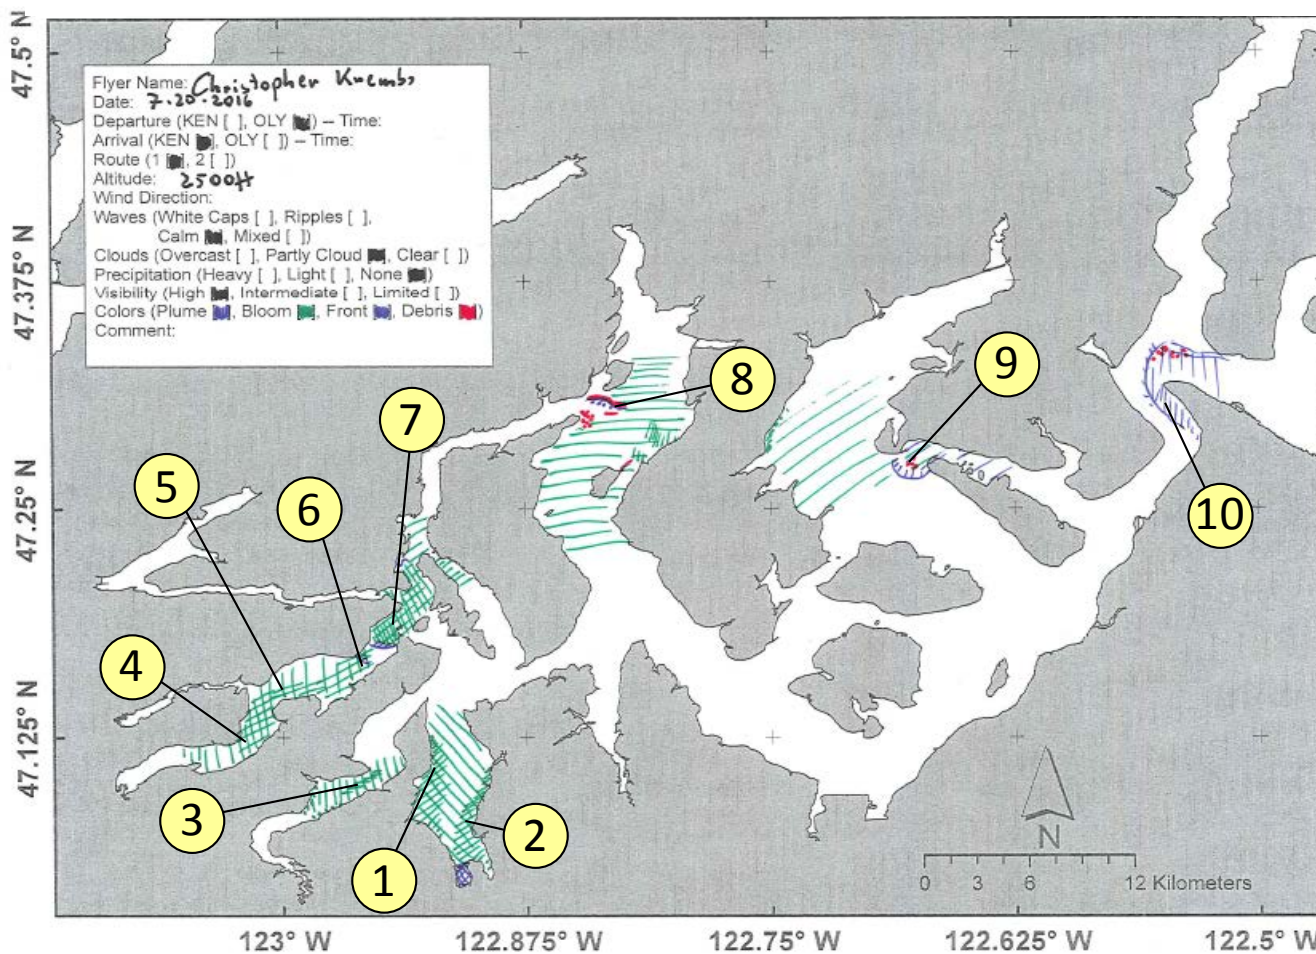 47.5° N
47.375° N
47.25° N
47.125° N
Flyer Name: Christopher Krembs
Date: 7.20.2016
Departure (KEN [ ], OLY [■]) – Time:
Arrival (KEN [■], OLY [ ]) – Time:
Route (1 [■], 2 [ ])
Altitude: 2500ft
Wind Direction:
Waves (White Caps [ ], Ripples [ ],
Calm [■], Mixed [ ])
Clouds (Overcast [ ], Partly Cloud [■], Clear [ ])
Precipitation (Heavy [ ], Light [ ], None [■])
Visibility (High [■], Intermediate [ ], Limited [ ])
Colors (Plume [■], Bloom [■], Front [■], Debris [■])
Comment:
8
9
7
5
6
10
4
3
2
1
N
0 3 6 12 Kilometers
123° W 122.875° W 122.75° W 122.625° W 122.5° W